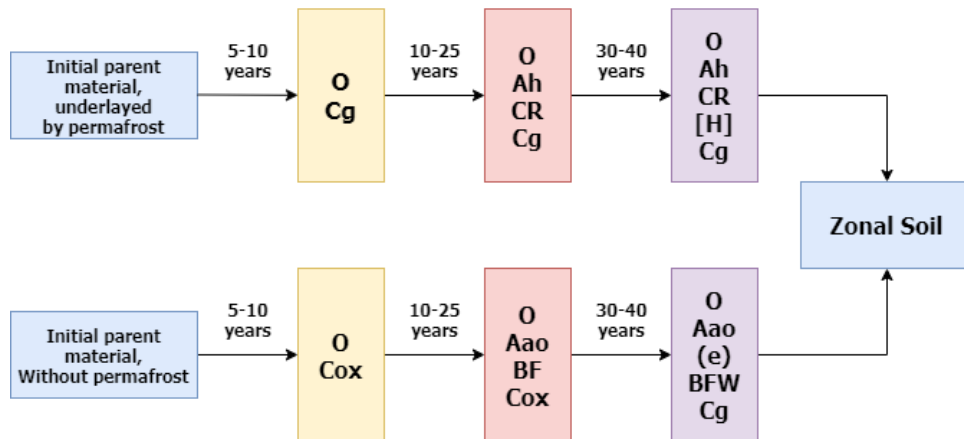 Initial parent
material,
underlayed
by permafrost
5-10
years
O
Cg
10-25
years
O
Ah
CR
Cg
30-40
years
O
Ah
CR
[H]
Cg
Zonal Soil
Initial parent
material,
Without permafrost
5-10
years
O
Cox
10-25
years
O
Aao
BF
Cox
30-40
years
O
Aao
(e)
BFW
Cg